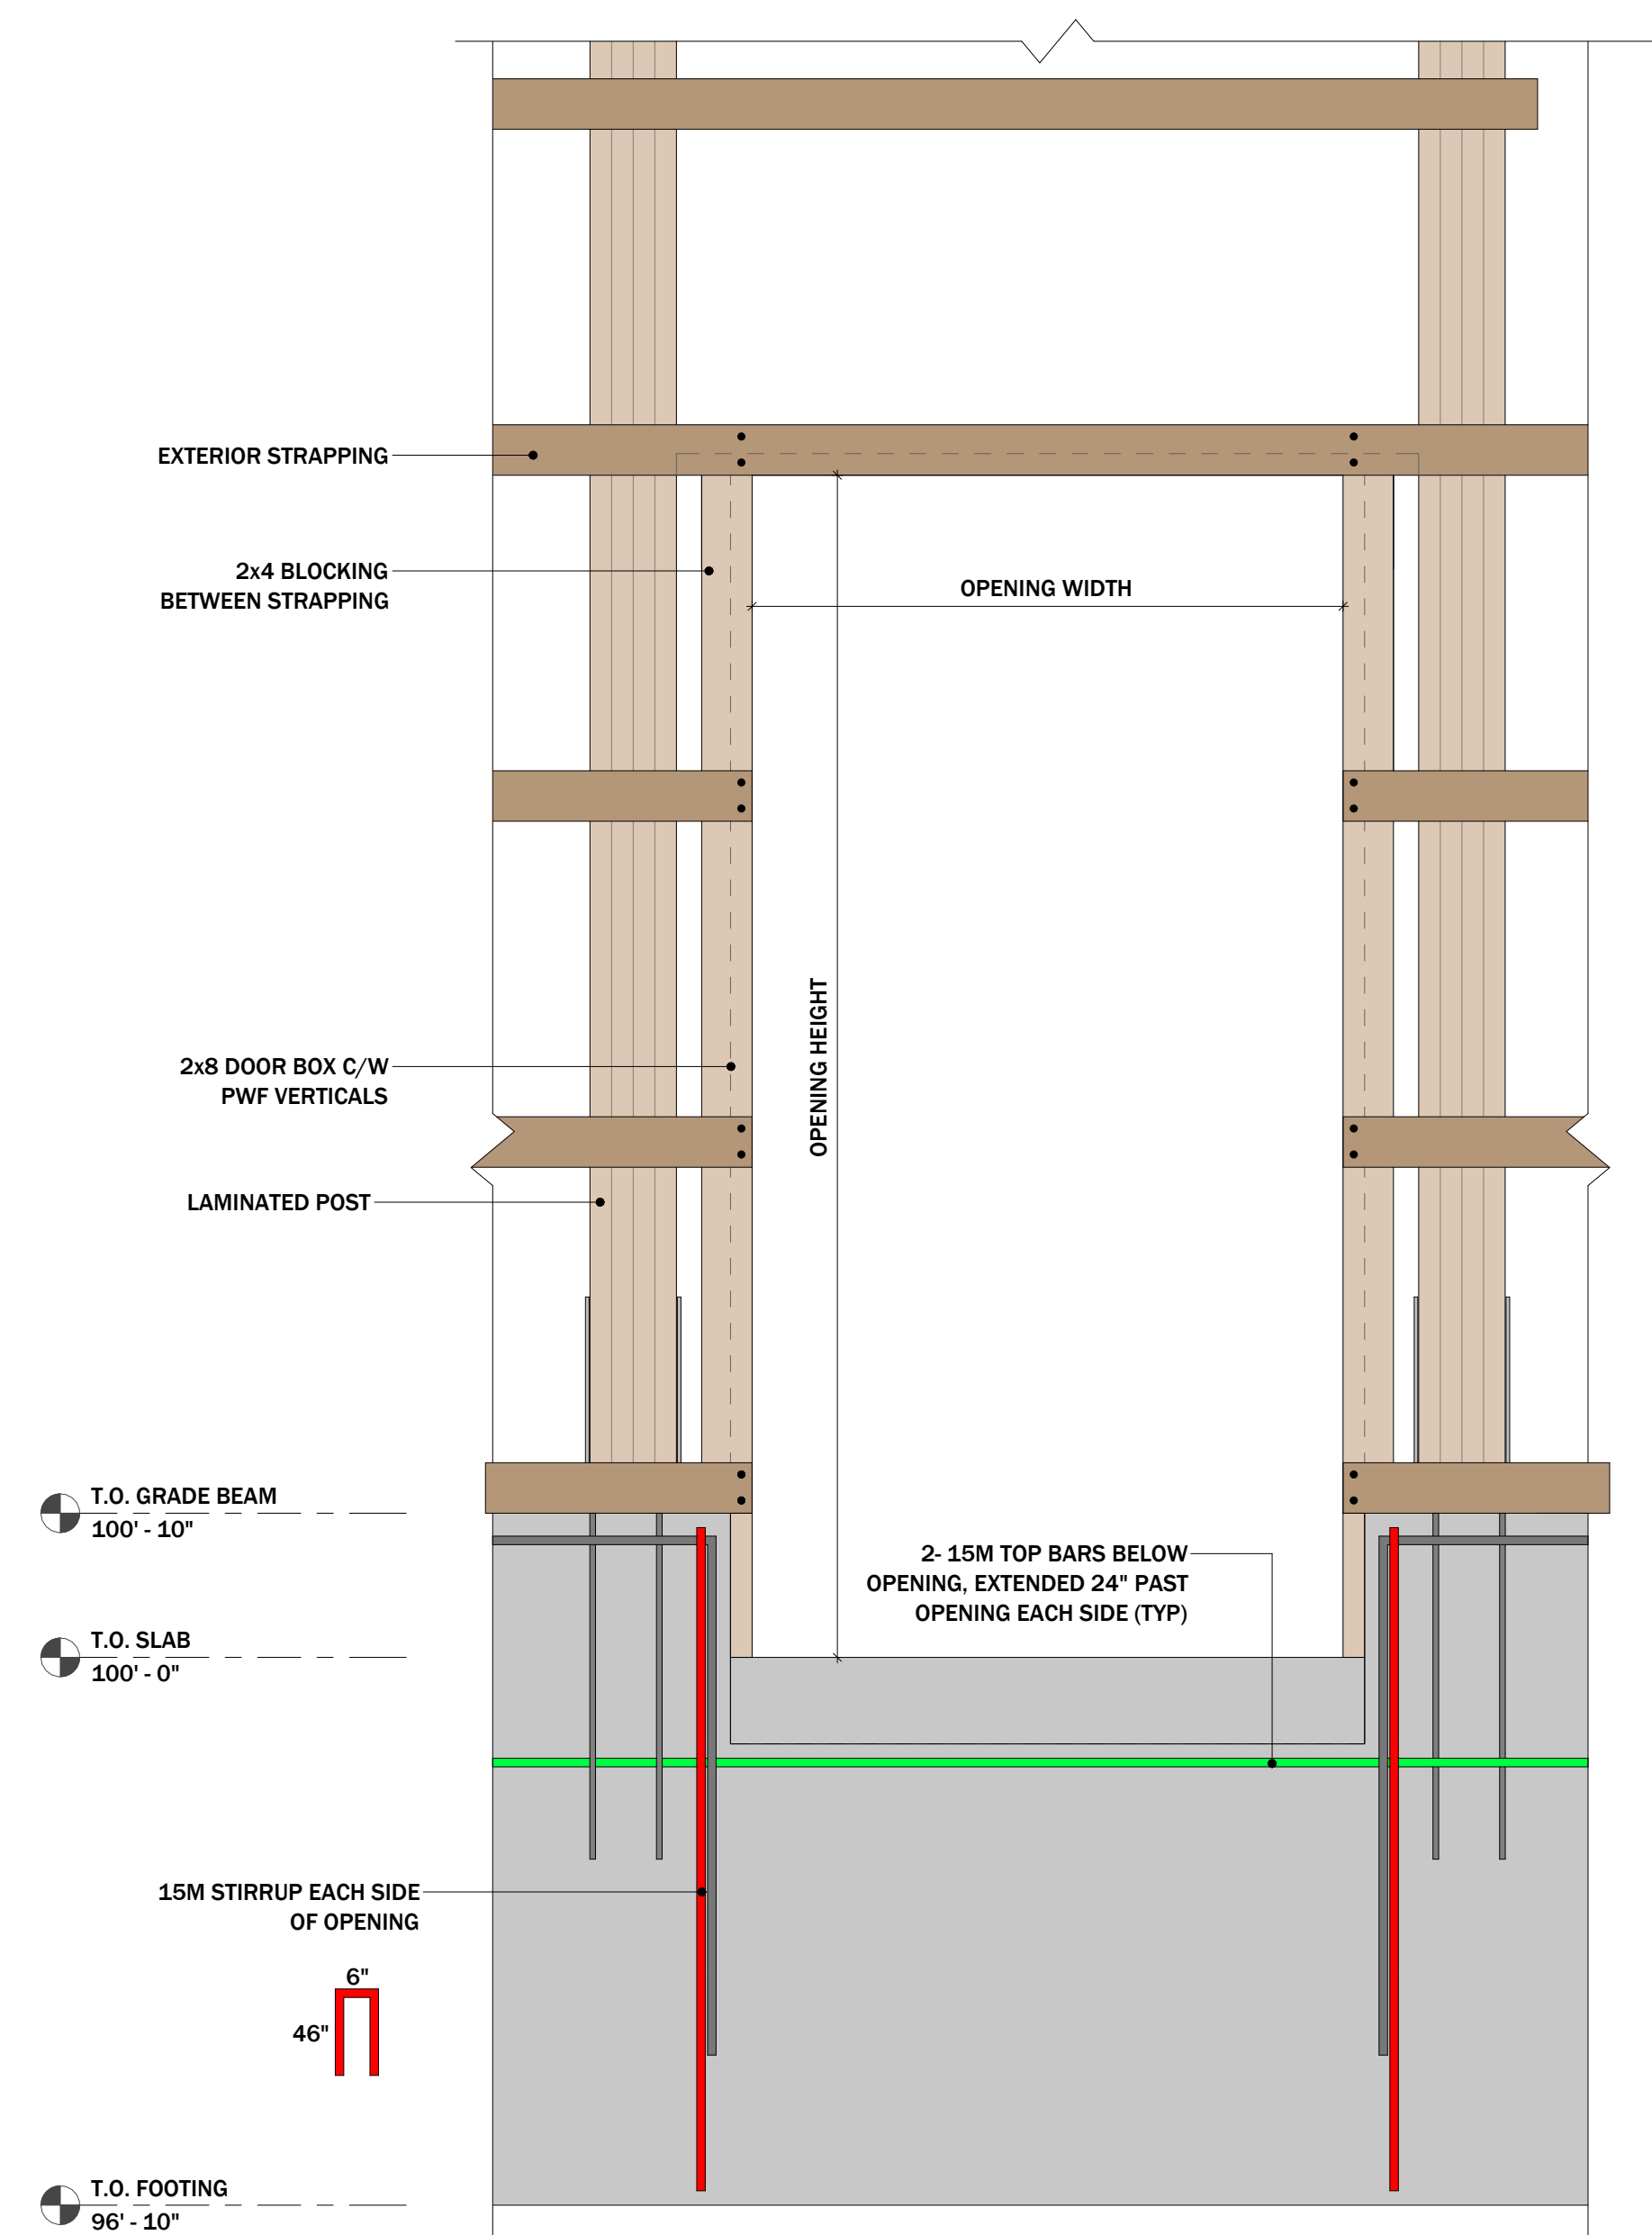 EXTERIOR STRAPPING
2x4 BLOCKING
BETWEEN STRAPPING
OPENING WIDTH
OPENING HEIGHT
2x8 DOOR BOX C/W
PWF VERTICALS
LAMINATED POST
T.O. GRADE BEAM
100' - 10"
2- 15M TOP BARS BELOW
OPENING, EXTENDED 24" PAST
OPENING EACH SIDE (TYP)
T.O. SLAB
100' - 0"
15M STIRRUP EACH SIDE
OF OPENING
6"
46"
T.O. FOOTING
96' - 10"